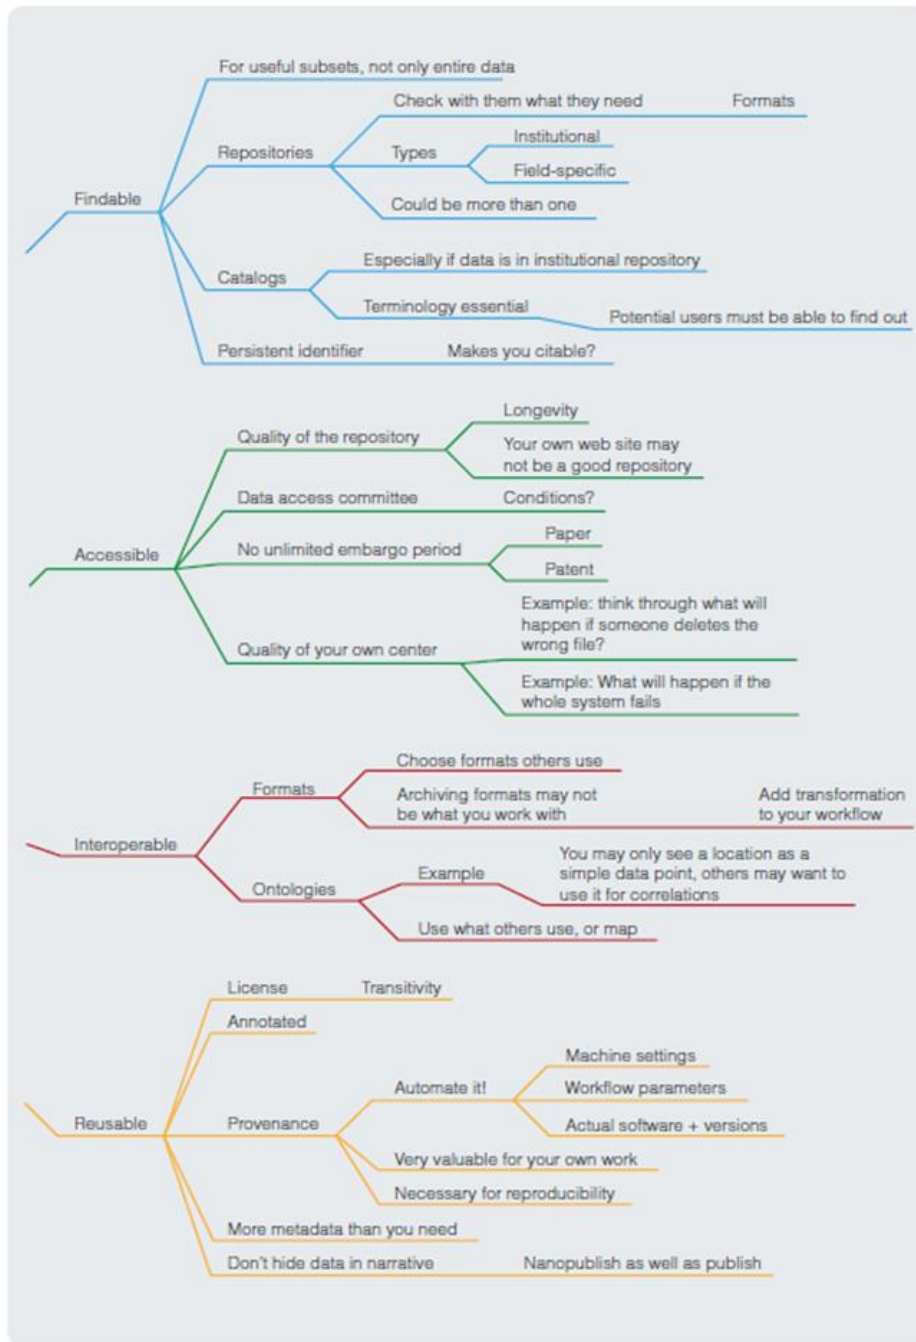 For useful subsets, not only entire data
Check with them what they need
Formats
Repositories
Types
Institutional
Field-specific
Could be more than one
Findable
Especially if data is in institutional repository
Catalogs
Terminology essential
Potential users must be able to find out
Persistent identifier
Makes you citable?
Longevity
Quality of the repository
Your own web site may
not be a good repository
Data access committee
Conditions?
Accessible
No unlimited embargo period
Paper
Patent
Quality of your own center
Example: think through what will
happen if someone deletes the
wrong file?
Example: What will happen if the
whole system fails
Choose formats others use
Formats
Archiving formats may not
be what you work with
Add transformation
to your workflow
Interoperable
Ontologies
Example
You may only see a location as a
simple data point, others may want to
use it for correlations
Use what others use, or map
License
Transitivity
Annotated
Machine settings
Automate it!
Workflow parameters
Actual software + versions
Reusable
Provenance
Very valuable for your own work
Necessary for reproducibility
More metadata than you need
Don't hide data in narrative
Nanopublish as well as publish